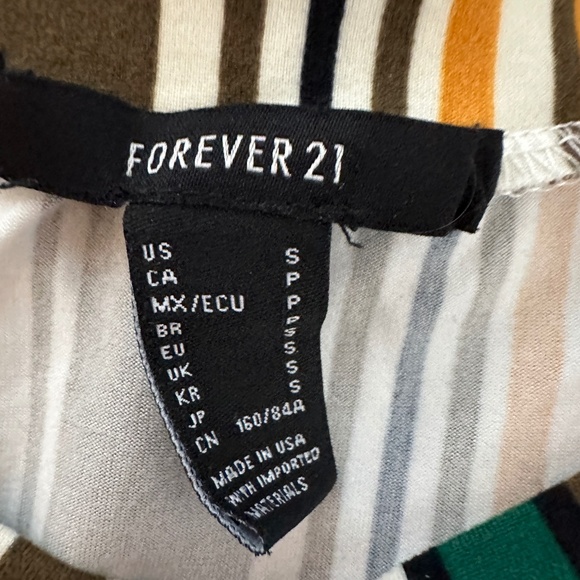 FOREVER 21
US S
CA P
MX/ECU P
BR P
EU S
UK S
KR S
JP S
CN 160/84A
MADE IN USA
WITH IMPORTED
MATERIALS